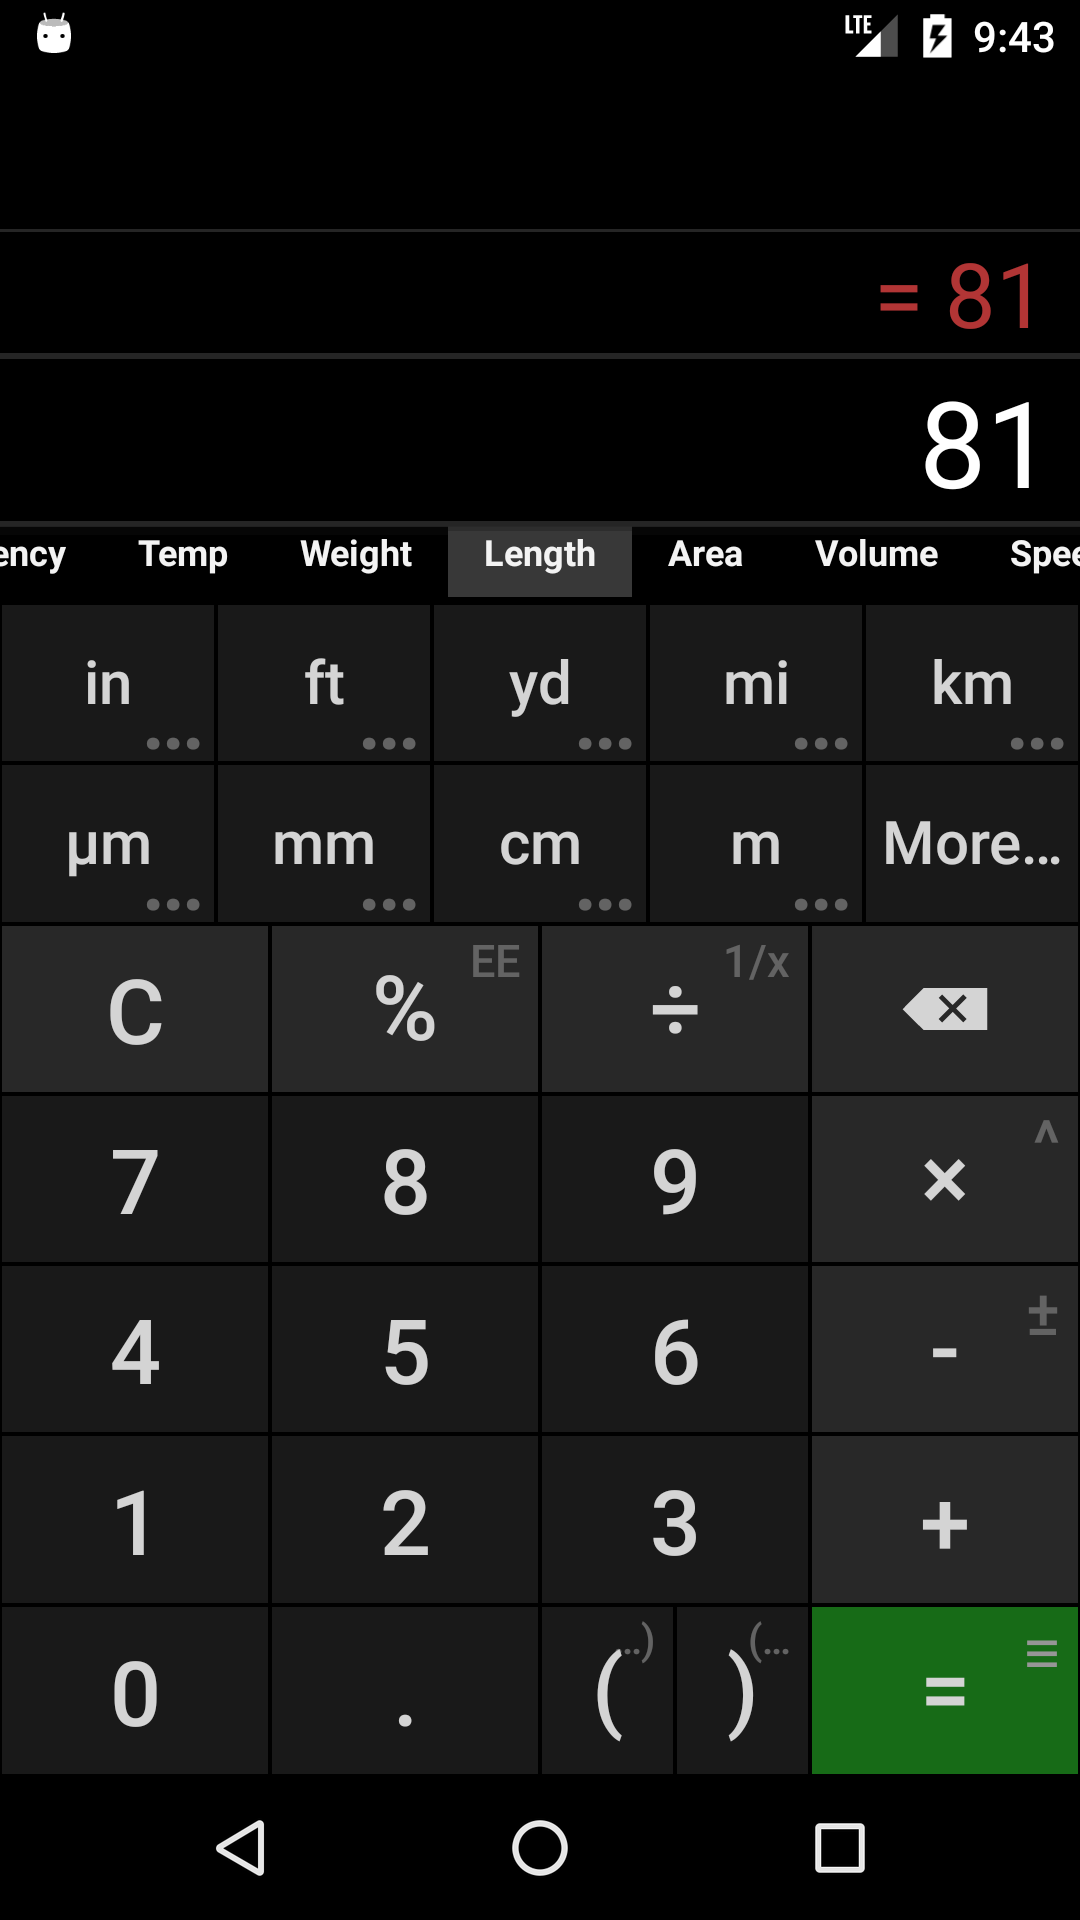 LTE 9:43
= 81
81
ency Temp Weight Length Area Volume Spee
in ft yd mi km
µm mm cm m More...
C % EE ÷ 1/x
7 8 9 × ^
4 5 6 - ±
1 2 3 +
0 . ( ..) ) (... =